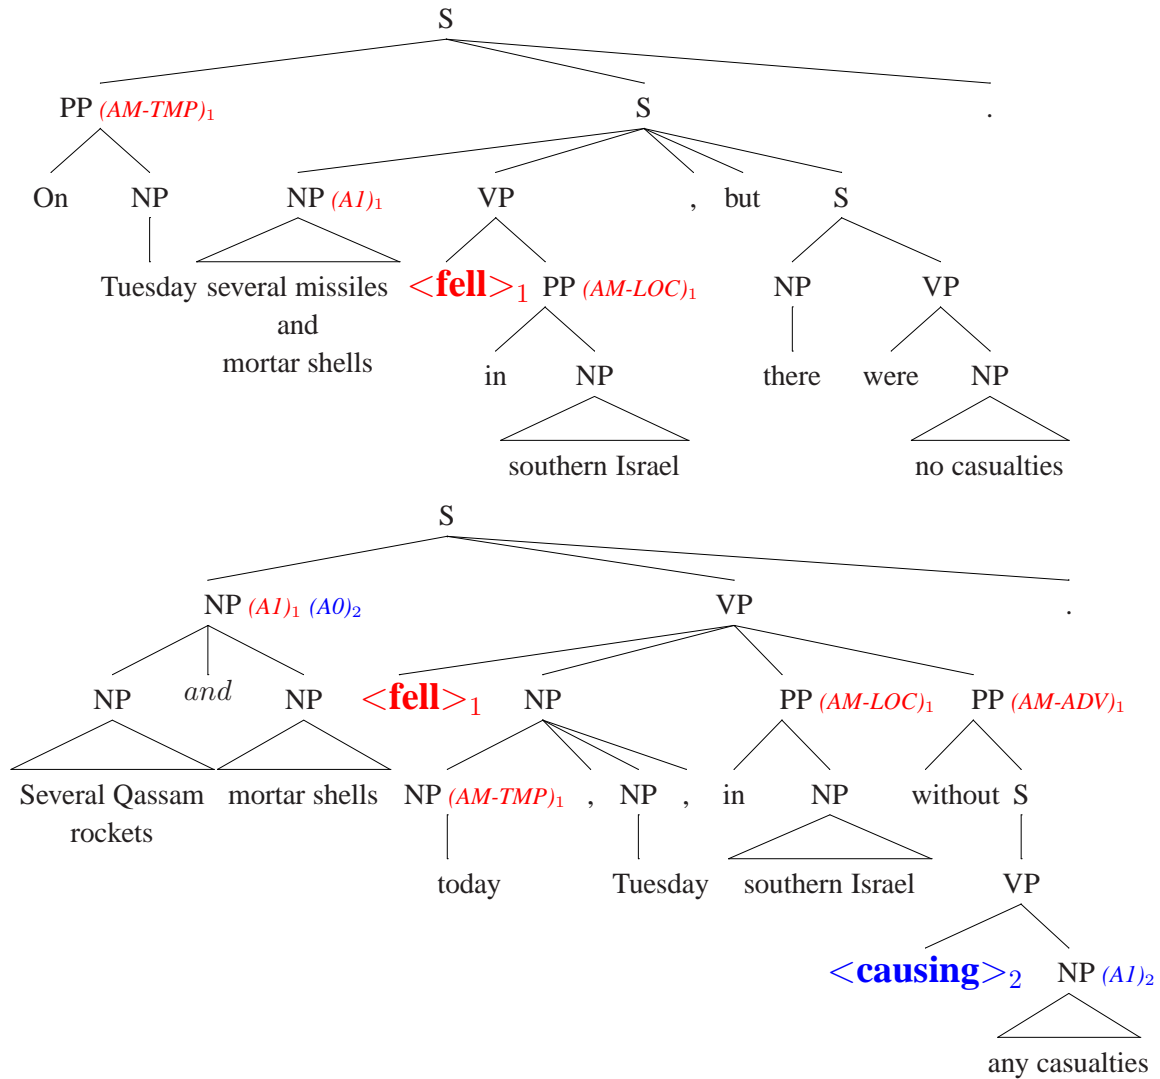 S
PP (AM-TMP)1 S .
On NP NP (A1)1 VP , but S
Tuesday several missiles <fell>1 PP (AM-LOC)1 NP VP
and
mortar shells in NP there were NP
southern Israel no casualties
S
NP (A1)1 (A0)2 VP .
NP and NP <fell>1 NP PP (AM-LOC)1 PP (AM-ADV)1
Several Qassam mortar shells NP (AM-TMP)1 , NP , in NP without S
rockets
today Tuesday southern Israel VP
<causing>2 NP (A1)2
any casualties